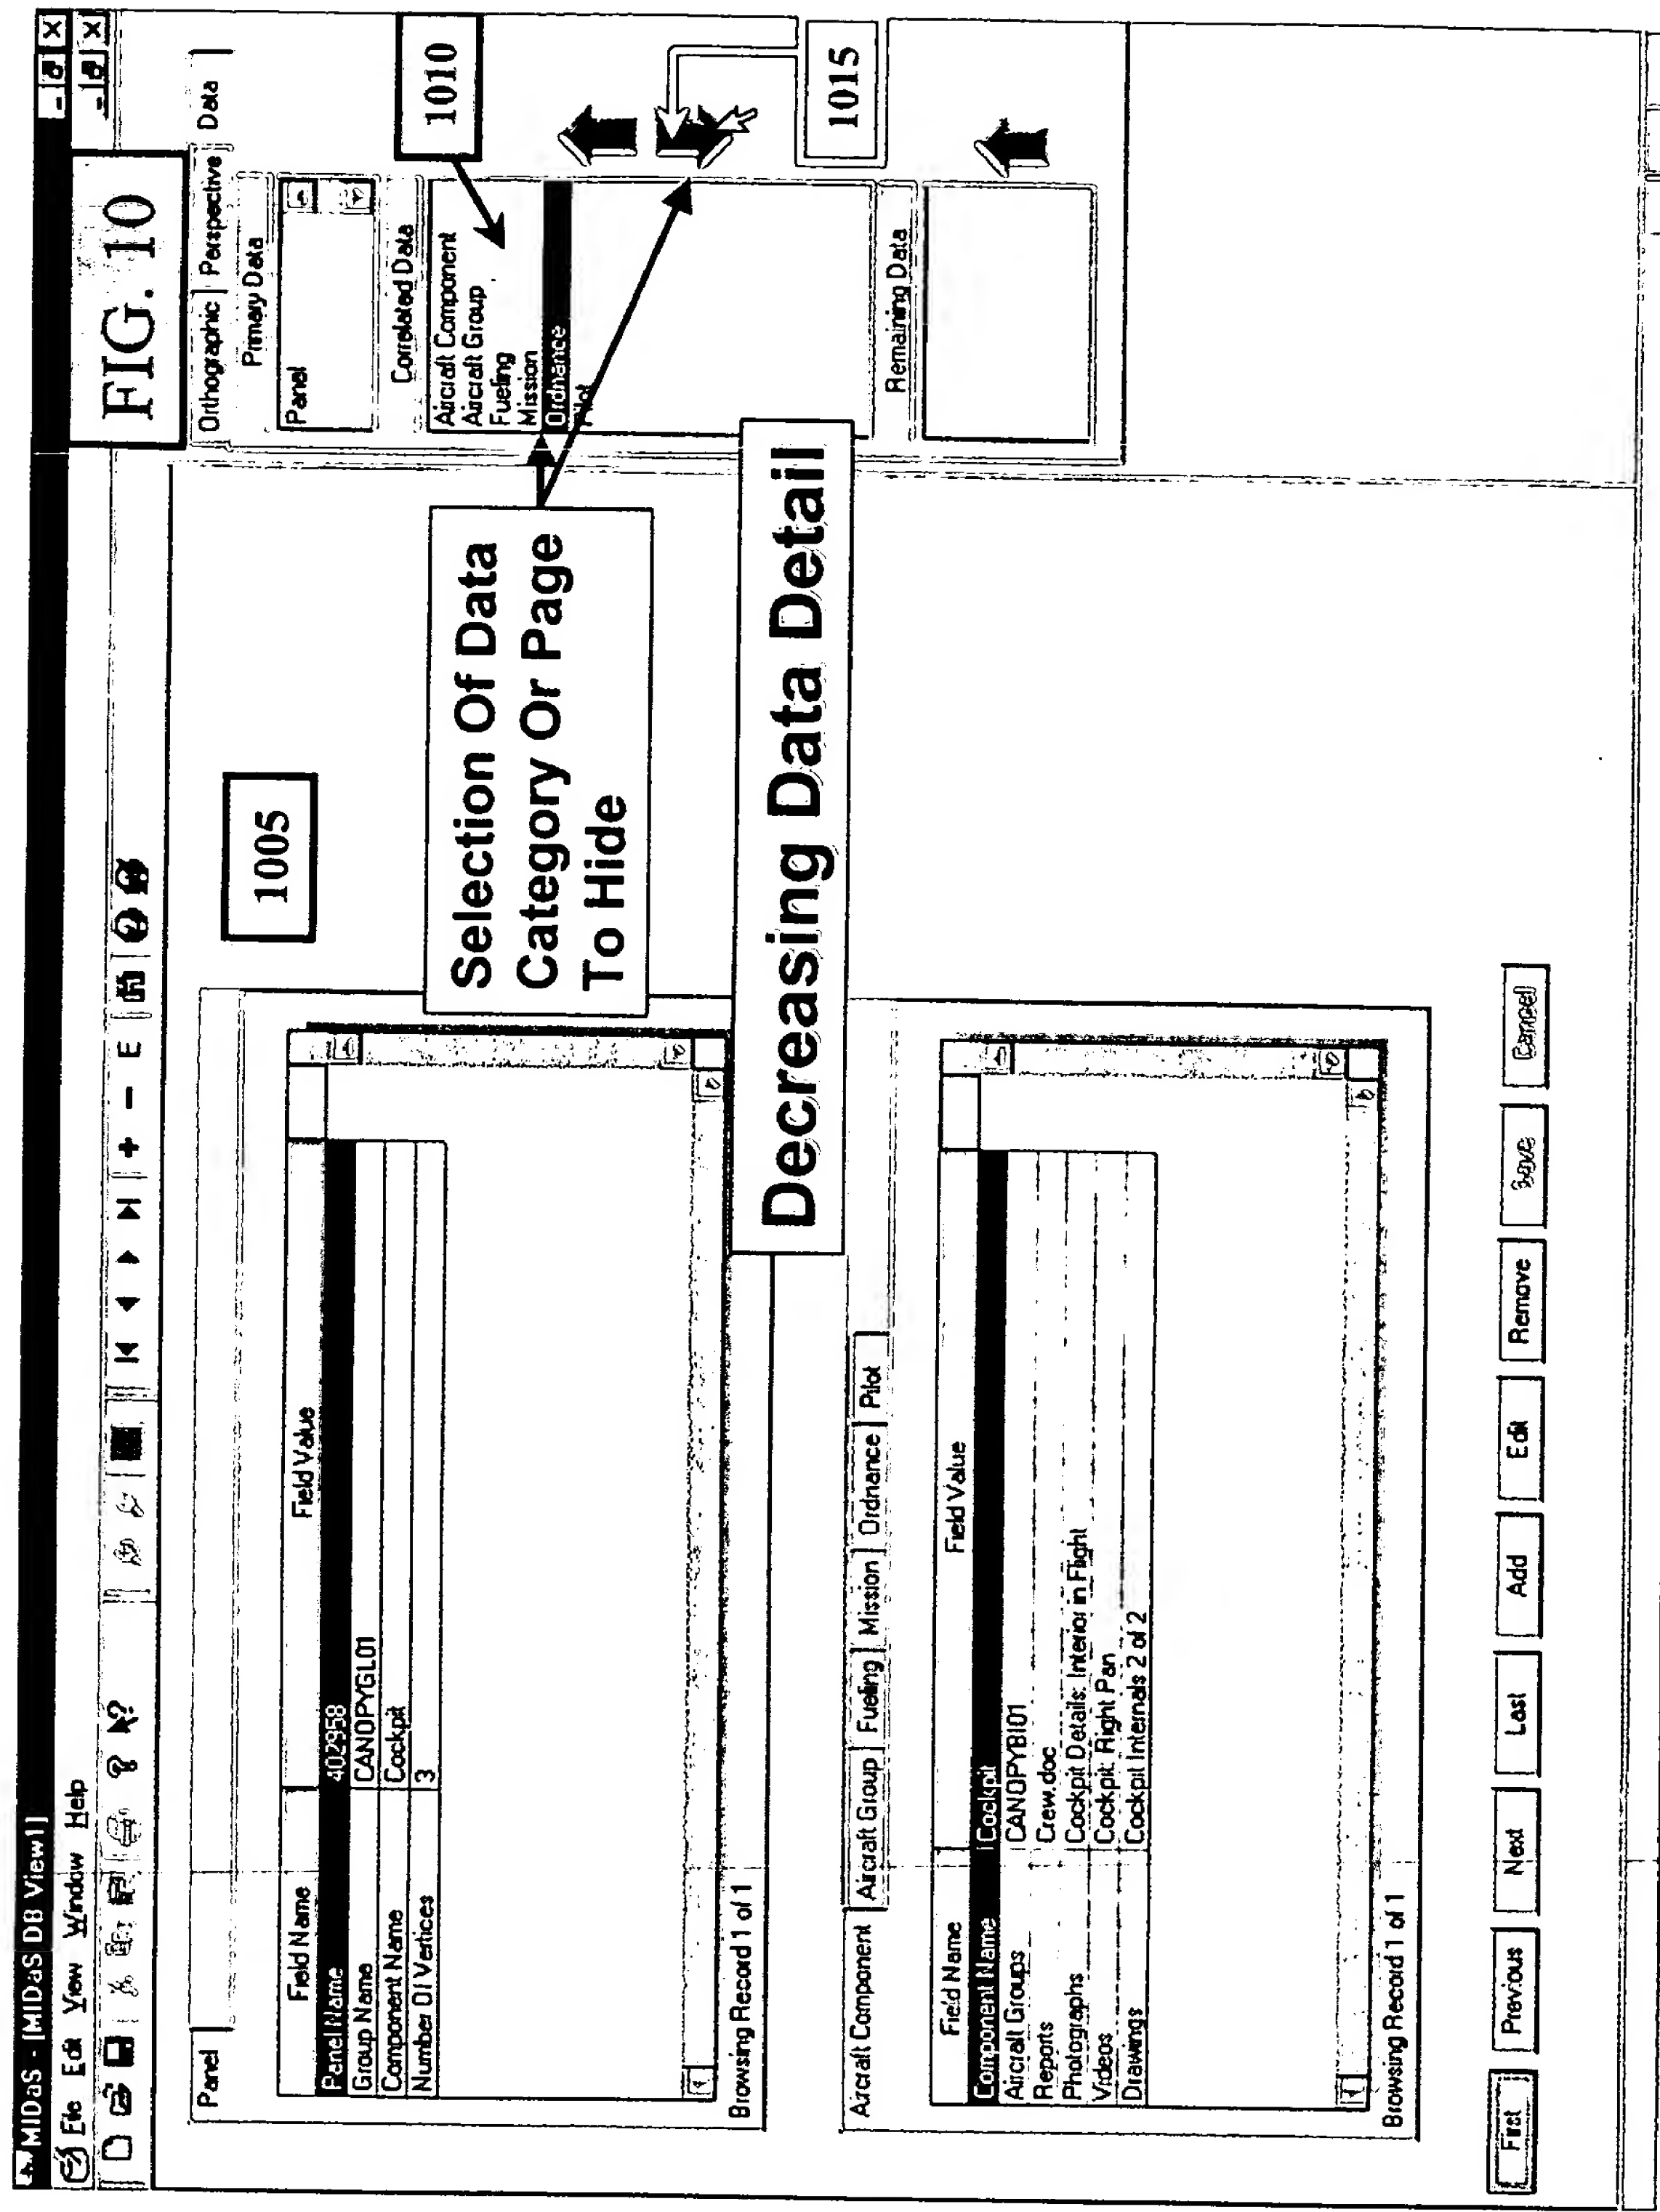 MIDaS - [MIDaS DB View1]
File Edit View Window Help
E
FIG. 10
1005
Panel
Field Name Field Value
Panel Name 402958
Group Name CANOPYGL01
Component Name Cockpit
Number Of Vertices 3
Browsing Record 1 of 1
Selection Of Data
Category Or Page
To Hide
Decreasing Data Detail
Aircraft Component Aircraft Group Fueling Mission Ordnance Pilot
Field Name Field Value
Component Name Cockpit
Aircraft Groups CANOPYBI01
Reports Crew.doc
Photographs Cockpit Details: Interior in Flight
Videos Cockpit: Right Pan
Drawings Cockpit Internals 2 of 2
Browsing Record 1 of 1
First Previous Next Last Add Edit Remove Save Cancel
Orthographic Perspective Data
Primary Data
Panel
Correlated Data
1010
Aircraft Component
Aircraft Group
Fueling
Mission
Ordnance
Pilot
1015
Remaining Data